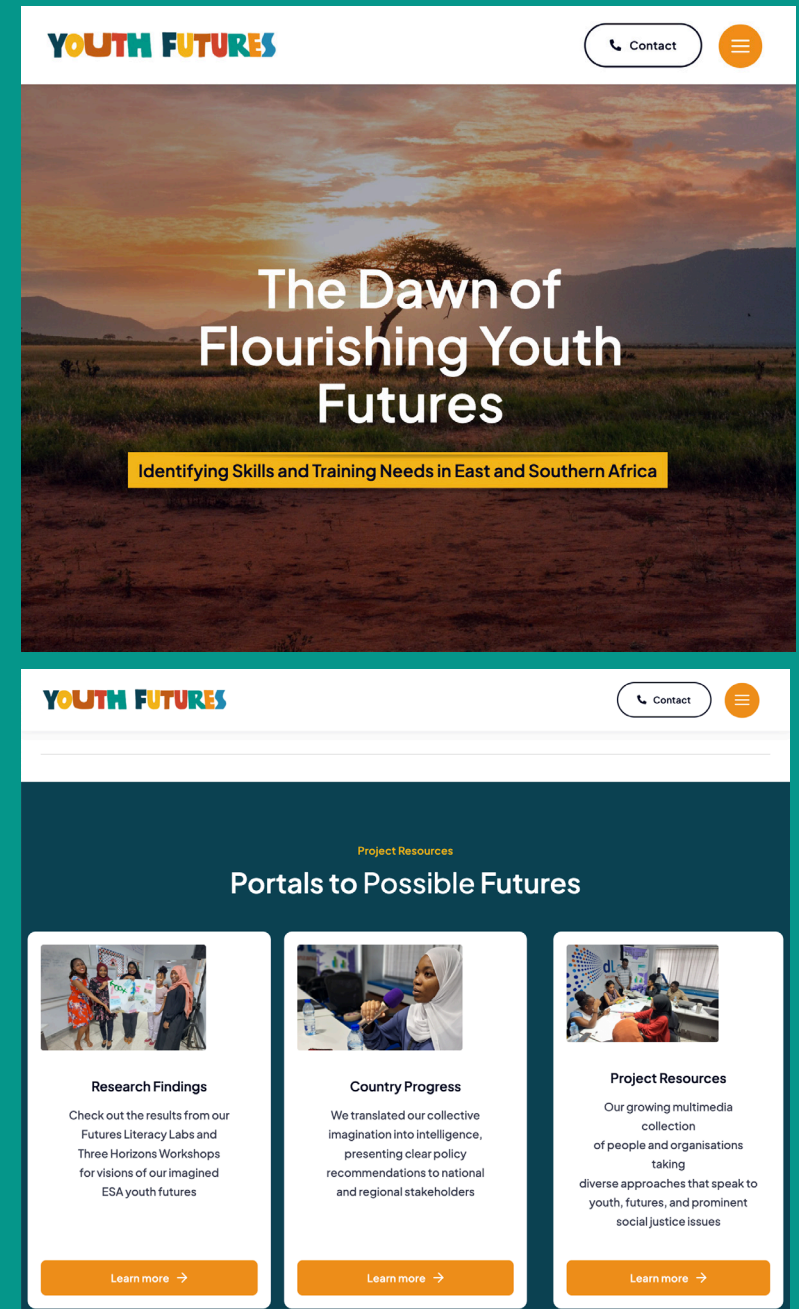 YOUTH FUTURES
Contact
The Dawn of
Flourishing Youth
Futures
Identifying Skills and Training Needs in East and Southern Africa
YOUTH FUTURES
Contact
Project Resources
Portals to Possible Futures
dl
Research Findings
Check out the results from our
Futures Literacy Labs and
Three Horizons Workshops
for visions of our imagined
ESA youth futures
Learn more →
Country Progress
We translated our collective
imagination into intelligence,
presenting clear policy
recommendations to national
and regional stakeholders
Learn more →
Project Resources
Our growing multimedia
collection
of people and organisations
taking
diverse approaches that speak to
youth, futures, and prominent
social justice issues
Learn more →